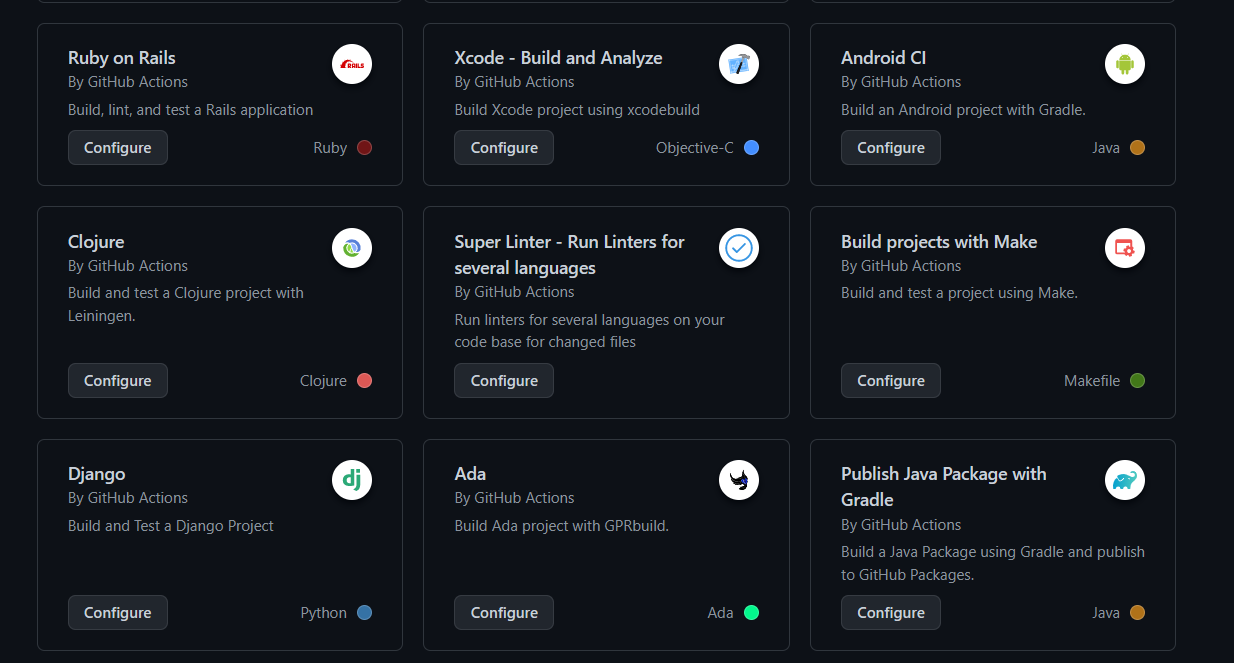 Ruby on Rails
RAILS
By GitHub Actions
Build, lint, and test a Rails application
Configure
Ruby
Xcode - Build and Analyze
By GitHub Actions
Build Xcode project using xcodebuild
Configure
Objective-C
Android CI
By GitHub Actions
Build an Android project with Gradle.
Configure
Java
Clojure
By GitHub Actions
Build and test a Clojure project with
Leiningen.
Configure
Clojure
Super Linter - Run Linters for
several languages
By GitHub Actions
Run linters for several languages on your
code base for changed files
Configure
Build projects with Make
By GitHub Actions
Build and test a project using Make.
Configure
Makefile
Django
dj
By GitHub Actions
Build and Test a Django Project
Configure
Python
Ada
By GitHub Actions
Build Ada project with GPRbuild.
Configure
Ada
Publish Java Package with
Gradle
By GitHub Actions
Build a Java Package using Gradle and publish
to GitHub Packages.
Configure
Java